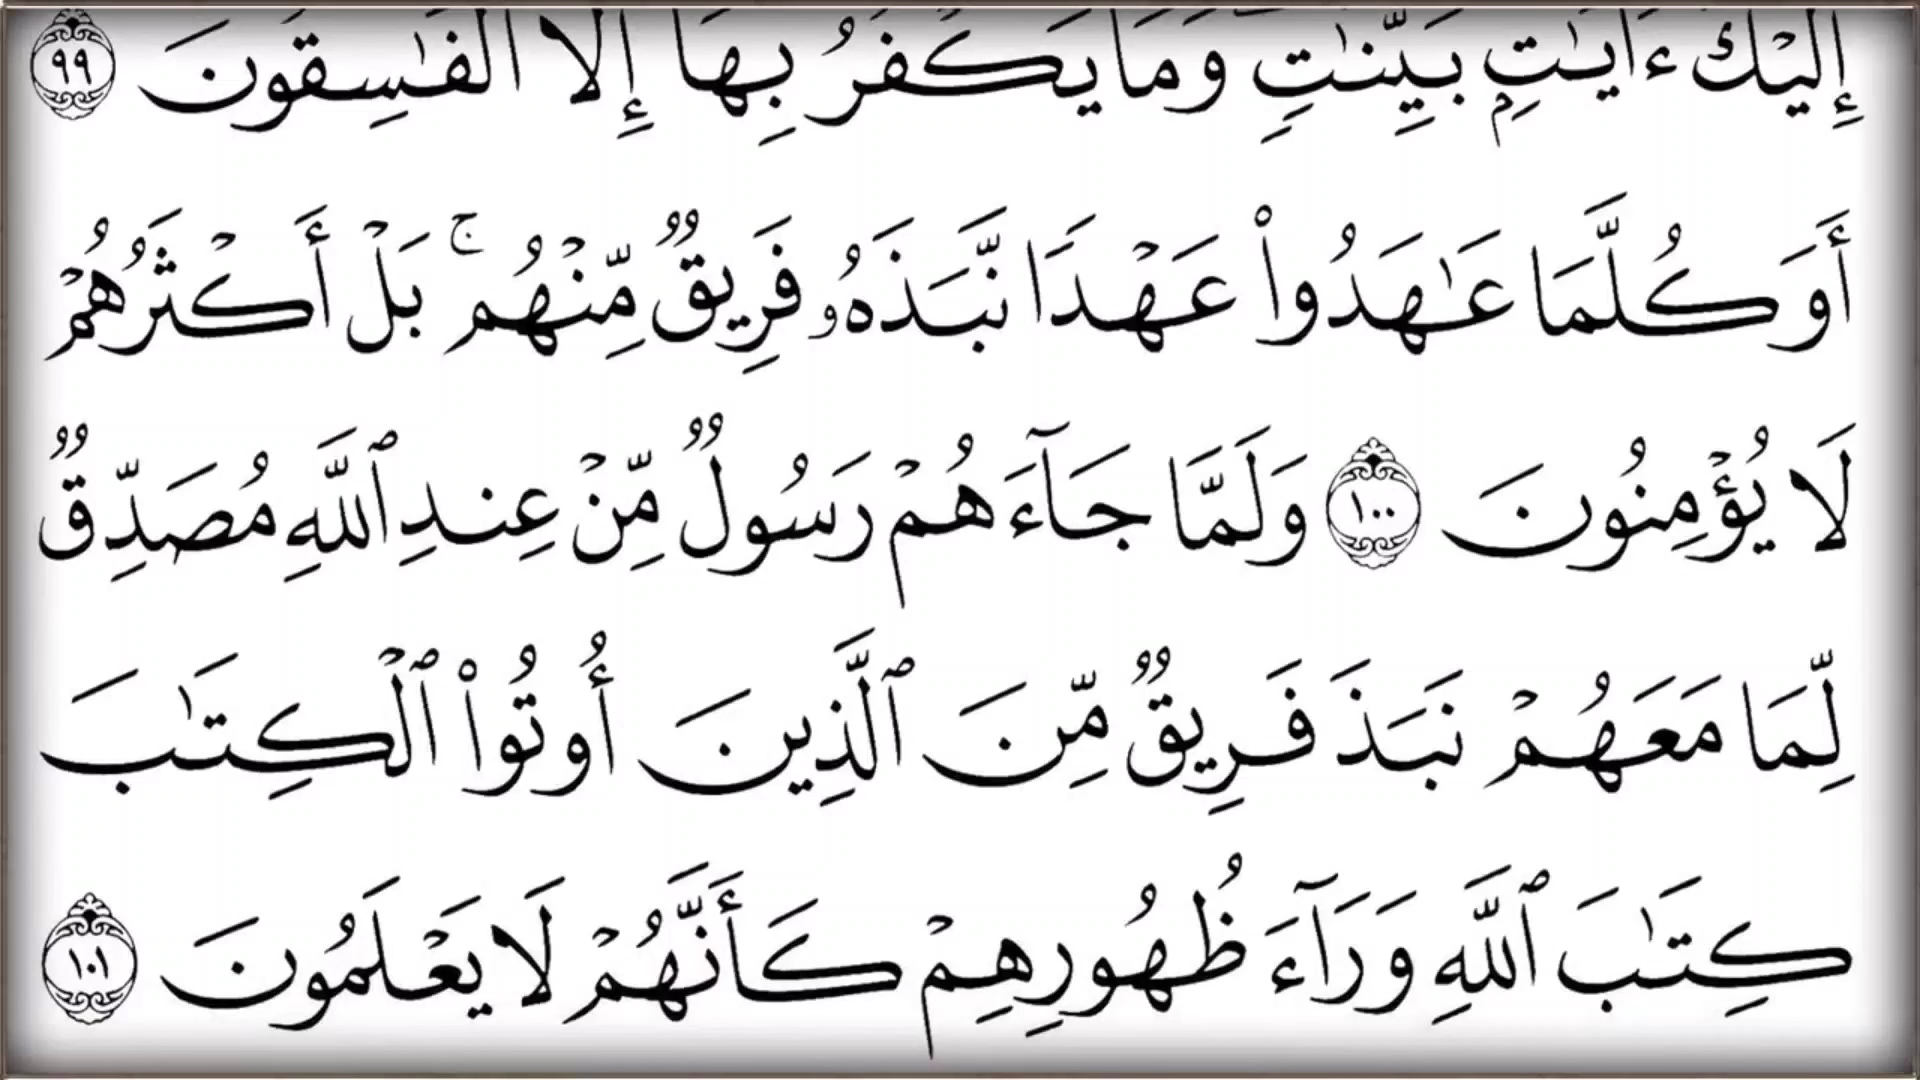 إِلَيْكَ ءَايَـٰتٍۭ بَيِّنَـٰتٍ وَمَا يَكْفُرُ بِهَا إِلَّا ٱلْفَـٰسِقُونَ ٩٩
أَوَكُلَّمَا عَـٰهَدُوا۟ عَهْدًا نَّبَذَهُۥ فَرِيقٌ مِّنْهُم ۚ بَلْ أَكْثَرُهُمْ
لَا يُؤْمِنُونَ ١٠٠ وَلَمَّا جَآءَهُمْ رَسُولٌ مِّنْ عِندِ ٱللَّهِ مُصَدِّقٌ
لِّمَا مَعَهُمْ نَبَذَ فَرِيقٌ مِّنَ ٱلَّذِينَ أُوتُوا۟ ٱلْكِتَـٰبَ
كِتَـٰبَ ٱللَّهِ وَرَآءَ ظُهُورِهِمْ كَأَنَّهُمْ لَا يَعْلَمُونَ ١٠١